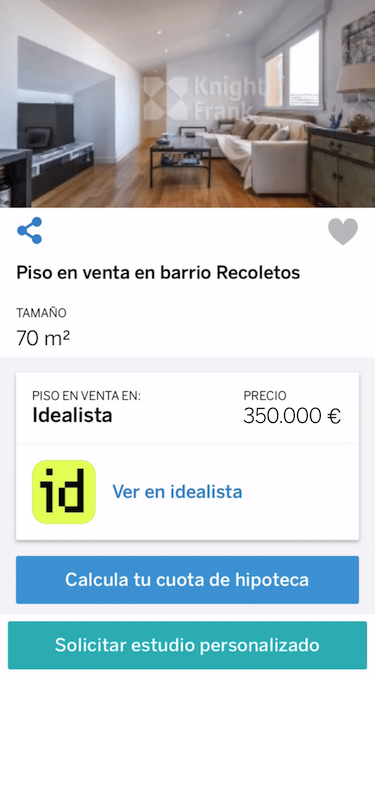 Knight
Frank
Piso en venta en barrio Recoletos
TAMAÑO
70 m²
PISO EN VENTA EN:
Idealista
PRECIO
350.000 €
id
Ver en idealista
Calcula tu cuota de hipoteca
Solicitar estudio personalizado